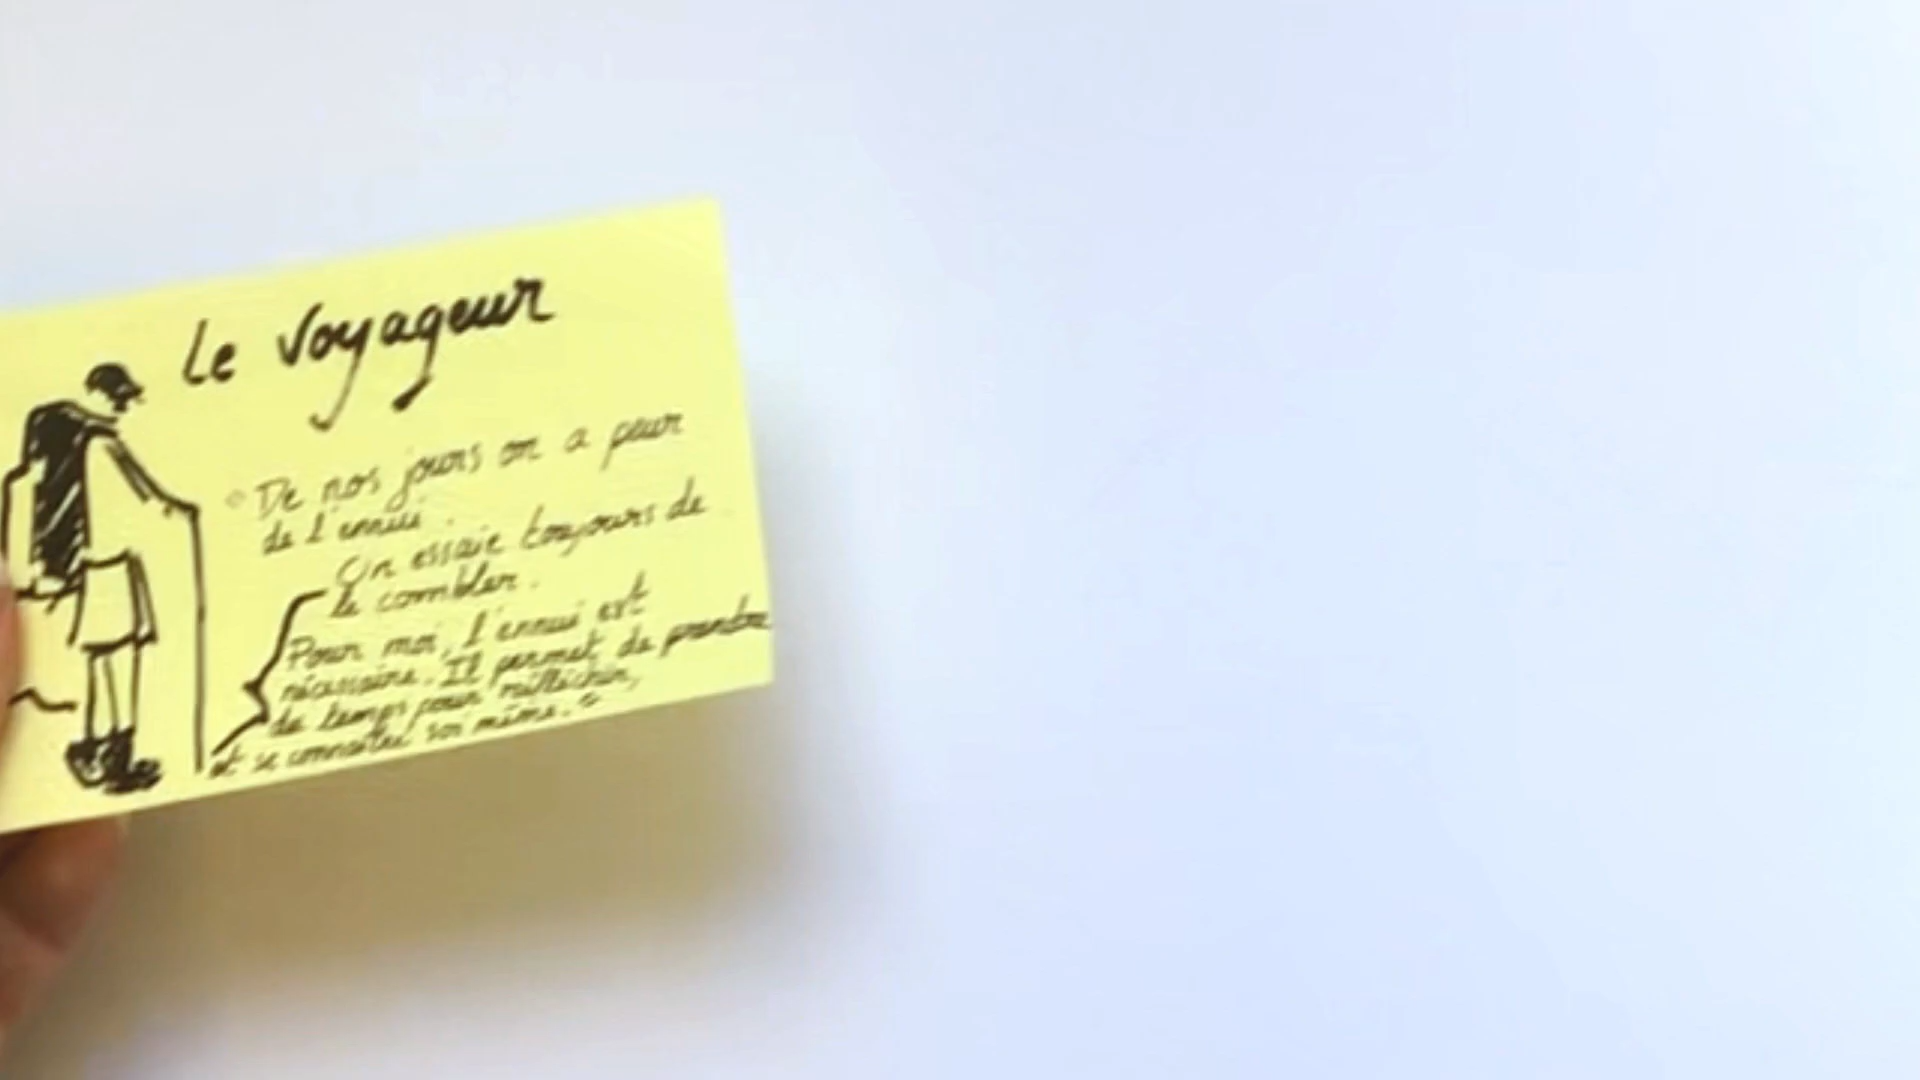 Le voyageur
"De nos jours on a peur
de l'ennui.
On essaie toujours de
le combler.
Pour moi, l'ennui est
nécessaire. Il permet de prendre
du temps pour réfléchir,
et se connaître soi même."